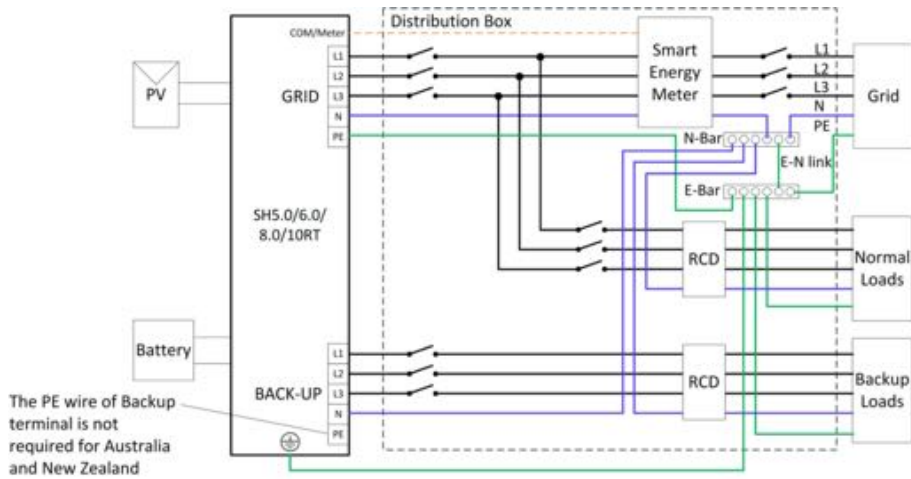 Distribution Box
COM/Meter
L1
L2
L3
N
PE
GRID
PV
Smart
Energy
Meter
L1
L2
L3
N
PE
Grid
N-Bar
E-N link
E-Bar
SH5.0/6.0/
8.0/10RT
RCD
Normal
Loads
Battery
L1
L2
L3
N
PE
BACK-UP
RCD
Backup
Loads
The PE wire of Backup
terminal is not
required for Australia
and New Zealand